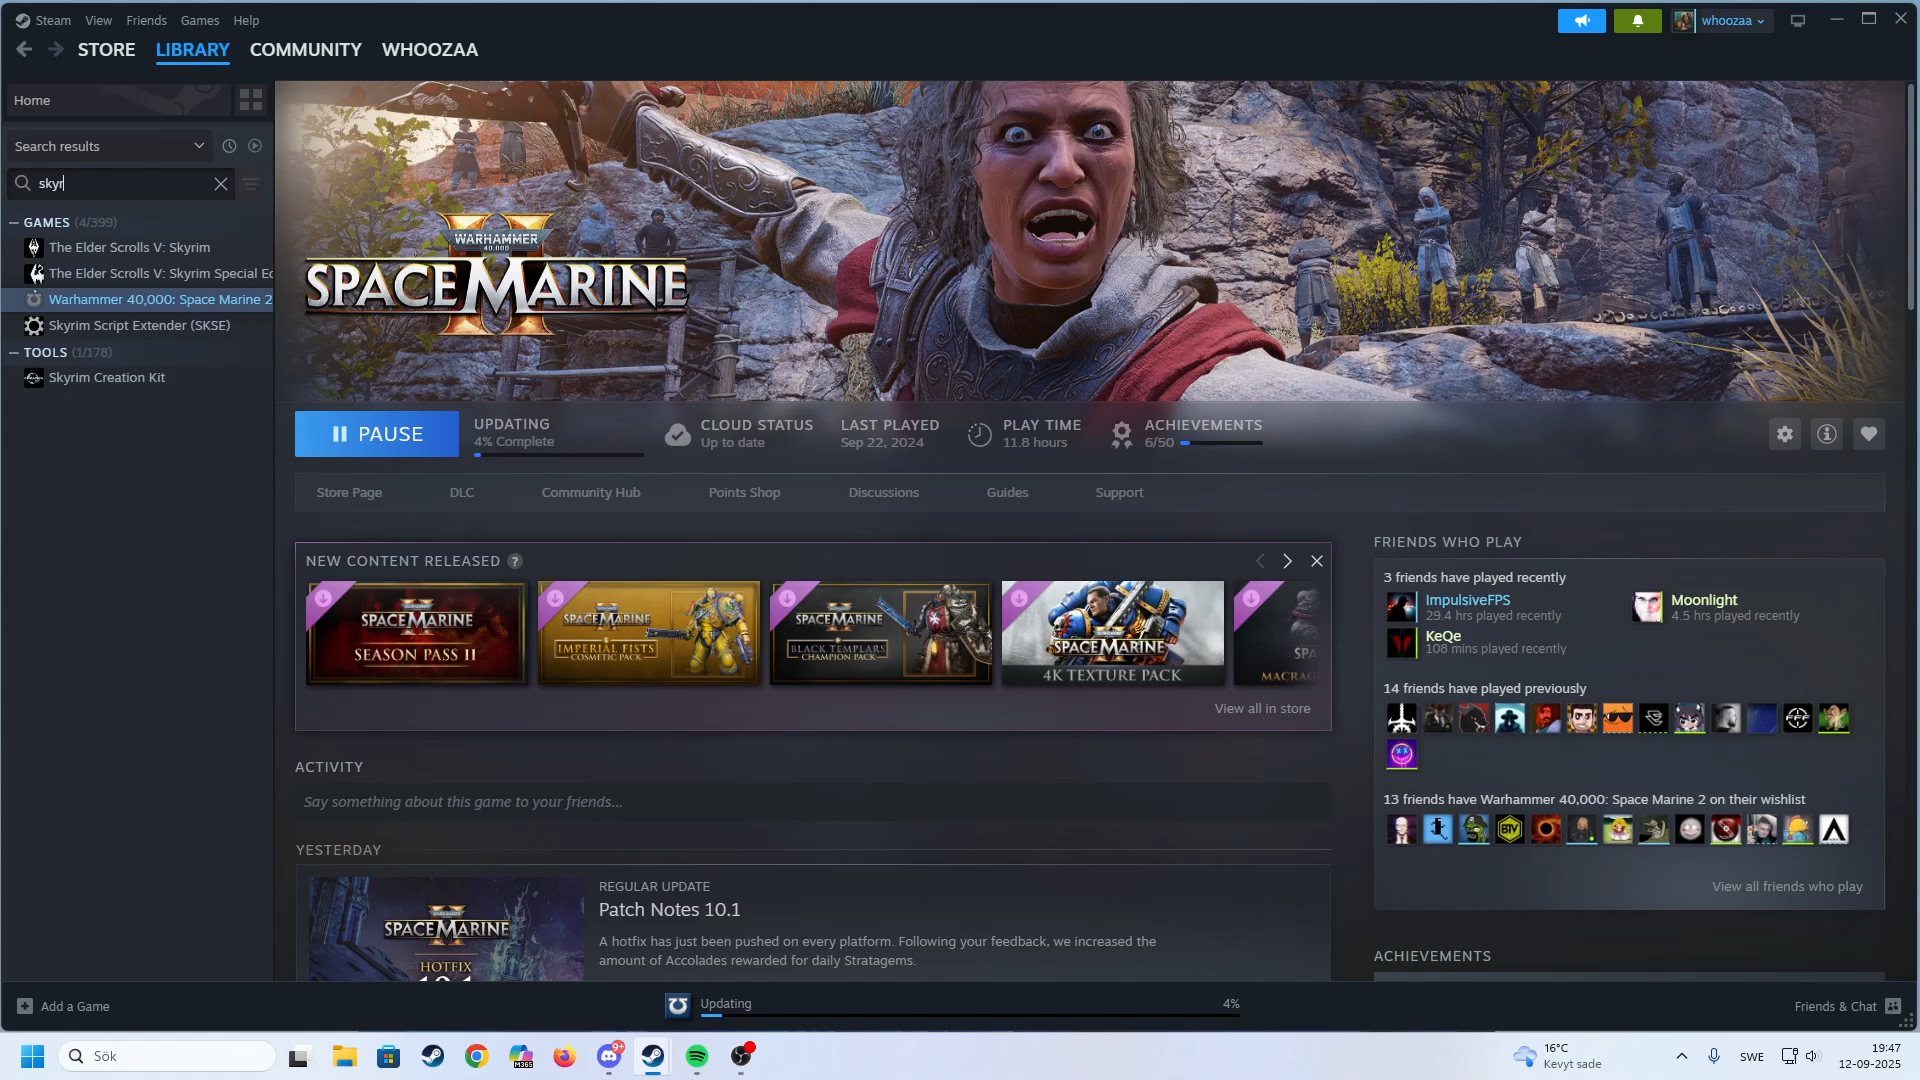 Steam View Friends Games Help
whoozaa
STORE LIBRARY COMMUNITY WHOOZAA
Home
Search results
skyr
GAMES (4/399)
The Elder Scrolls V: Skyrim
The Elder Scrolls V: Skyrim Special Ed
Warhammer 40,000: Space Marine 2
Skyrim Script Extender (SKSE)
TOOLS (1/178)
Skyrim Creation Kit
WARHAMMER
40,000
SPACE MARINE
II
PAUSE
UPDATING
4% Complete
CLOUD STATUS
Up to date
LAST PLAYED
Sep 22, 2024
PLAY TIME
11.8 hours
ACHIEVEMENTS
6/50
Store Page DLC Community Hub Points Shop Discussions Guides Support
NEW CONTENT RELEASED ?
SPACE MARINE
SEASON PASS II
SPACE MARINE
IMPERIAL FISTS
COSMETIC PACK
SPACE MARINE
BLACK TEMPLARS
CHAMPION PACK
SPACE MARINE
4K TEXTURE PACK
SPA
MACRAG
View all in store
ACTIVITY
Say something about this game to your friends...
YESTERDAY
SPACE MARINE
HOTFIX
10.1
REGULAR UPDATE
Patch Notes 10.1
A hotfix has just been pushed on every platform. Following your feedback, we increased the
amount of Accolades rewarded for daily Stratagems.
FRIENDS WHO PLAY
3 friends have played recently
ImpulsiveFPS
29.4 hrs played recently
Moonlight
4.5 hrs played recently
KeQe
108 mins played recently
14 friends have played previously
FFF
13 friends have Warhammer 40,000: Space Marine 2 on their wishlist
BTV
View all friends who play
ACHIEVEMENTS
Add a Game
Updating
4%
Friends & Chat
Sök
M365
9+
16°C
Kevyt sade
SWE
19:47
12-09-2025